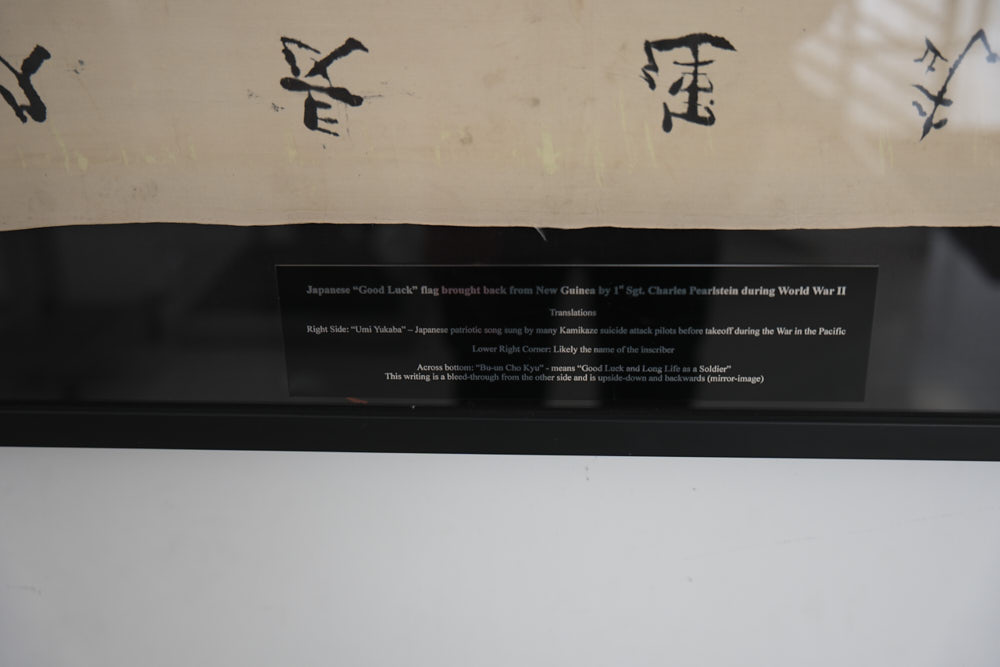 武運長久
Japanese “Good Luck” flag brought back from New Guinea by 1st Sgt. Charles Pearlstein during World War II
Translations
Right Side: “Umi Yukaba” – Japanese patriotic song sung by many Kamikaze suicide attack pilots before takeoff during the War in the Pacific
Lower Right Corner: Likely the name of the inscriber
Across bottom: “Bu-un Cho Kyu” - means “Good Luck and Long Life as a Soldier”
This writing is a bleed-through from the other side and is upside-down and backwards (mirror-image)